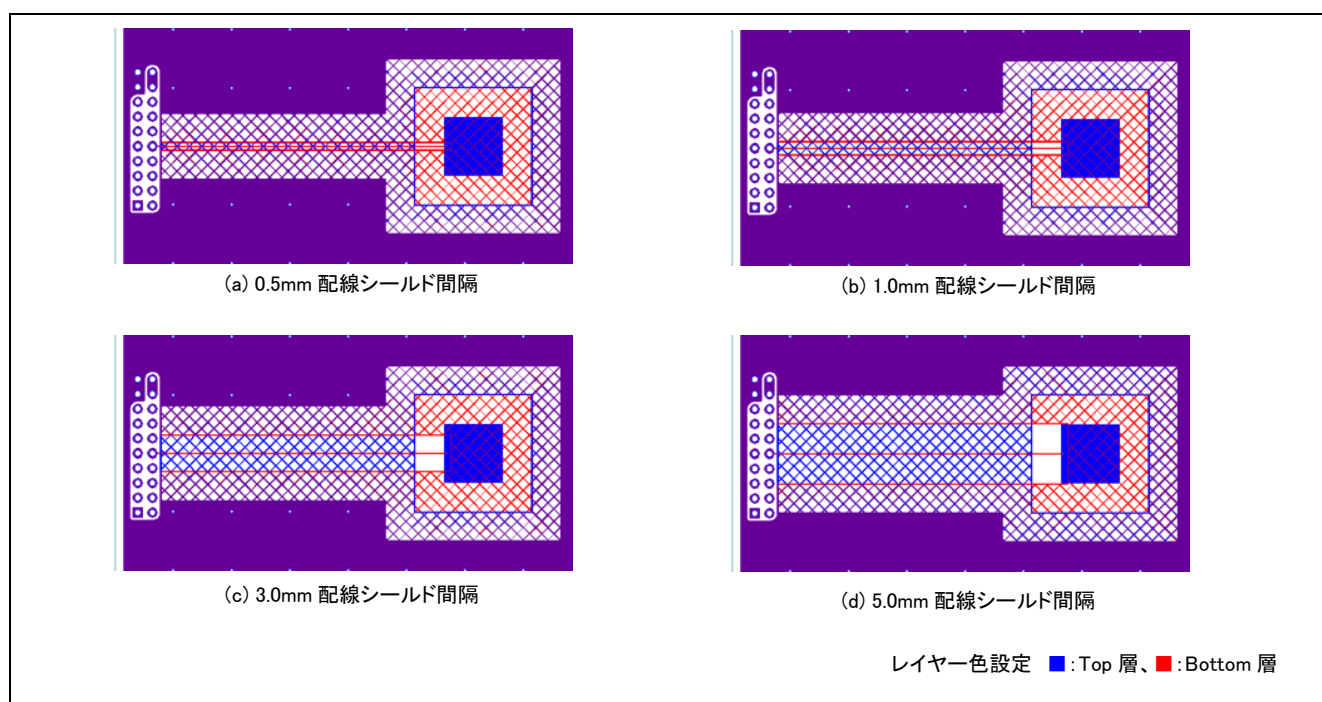 (a) 0.5mm 配線シールド間隔
(b) 1.0mm 配線シールド間隔
(c) 3.0mm 配線シールド間隔
(d) 5.0mm 配線シールド間隔
レイヤー色設定 ■:Top 層、■:Bottom 層